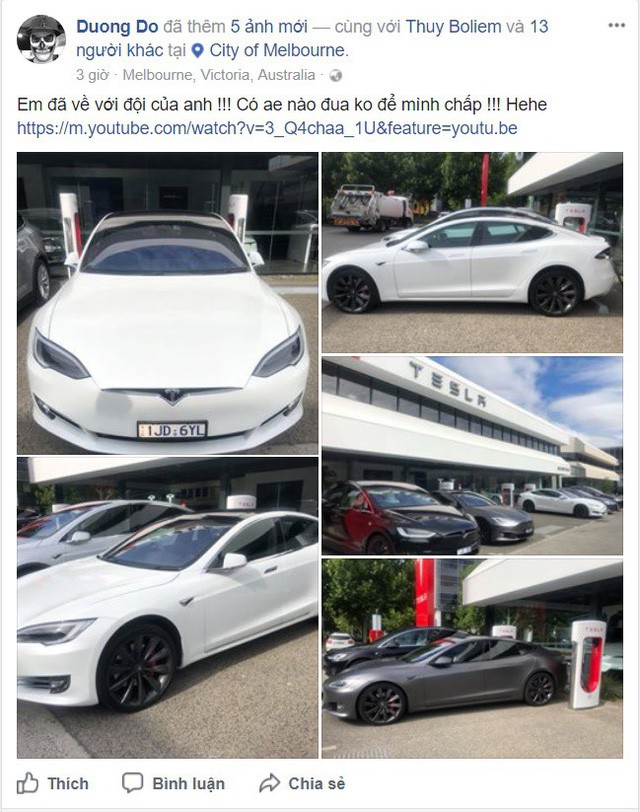 Duong Do đã thêm 5 ảnh mới — cùng với Thuy Boliem và 13
người khác tại City of Melbourne.
3 giờ · Melbourne, Victoria, Australia ·
Em đã về với đội của anh !!! Có ae nào đua ko để mình chấp !!! Hehe
https://m.youtube.com/watch?v=3_Q4chaa_1U&feature=youtu.be
1JD:6YL
TESLA
TESLA
TESLA
Thích Bình luận Chia sẻ